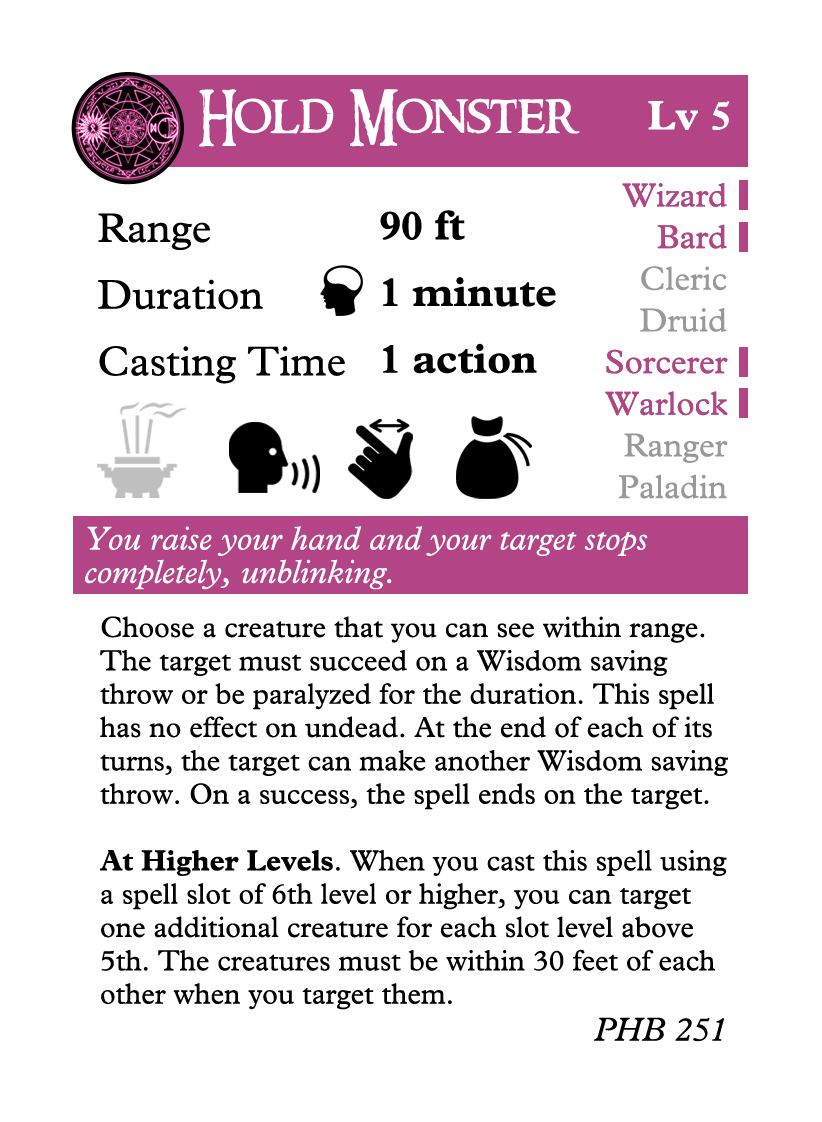 HOLD MONSTER
Lv 5
Range 90 ft
Duration 1 minute
Casting Time 1 action
Wizard
Bard
Cleric
Druid
Sorcerer
Warlock
Ranger
Paladin
You raise your hand and your target stops
completely, unblinking.
Choose a creature that you can see within range.
The target must succeed on a Wisdom saving
throw or be paralyzed for the duration. This spell
has no effect on undead. At the end of each of its
turns, the target can make another Wisdom saving
throw. On a success, the spell ends on the target.
At Higher Levels. When you cast this spell using
a spell slot of 6th level or higher, you can target
one additional creature for each slot level above
5th. The creatures must be within 30 feet of each
other when you target them.
PHB 251